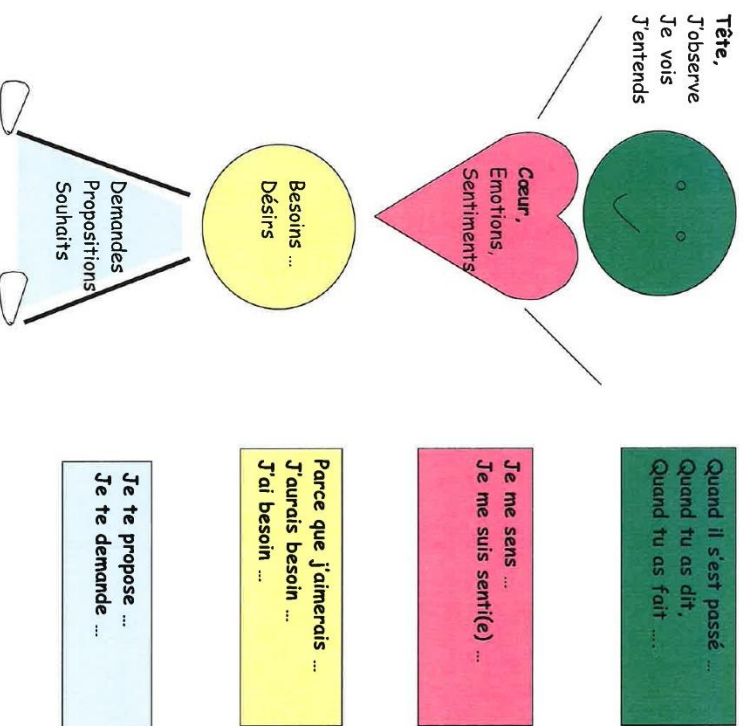 Tête,
J'observe
Je vois
J'entends
Quand il s'est passé ...
Quand tu as dit,
Quand tu as fait ....
Cœur,
Emotions,
Sentiments
Je me sens ...
Je me suis senti(e) ...
Besoins ...
Désirs
Parce que j'aimerais ...
J'aurais besoin ...
J'ai besoin ...
Demandes
Propositions
Souhaits
Je te propose ...
Je te demande ...